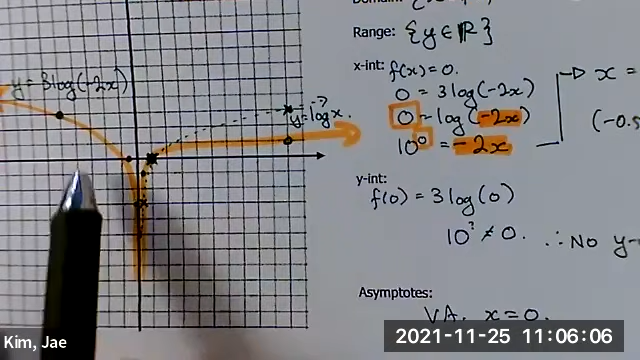 y=3log(-2x)
y=logx.
Range: {y∈ℝ}
x-int: f(x)=0.
0 = 3log(-2x)
0 = log(-2x)
10⁰ = -2x
→ x =
(-0.5
y-int:
f(0) = 3log(0)
10^? ≠ 0. ∴ No y-
Asymptotes:
VA. x=0.
Kim, Jae
2021-11-25 11:06:06